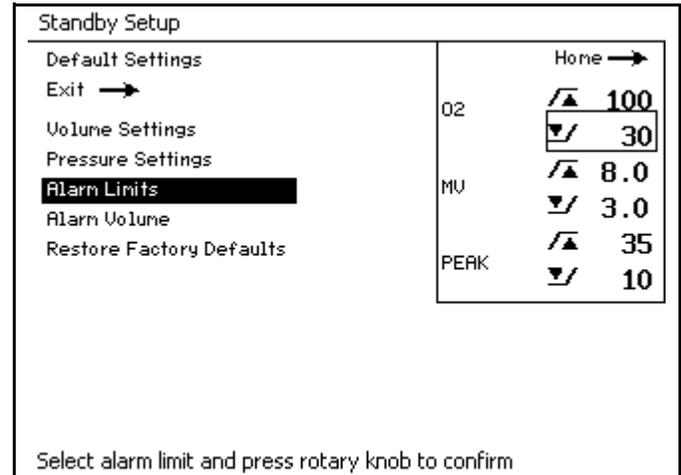 Standby Setup
Default Settings
Exit
Volume Settings
Pressure Settings
Alarm Limits
Alarm Volume
Restore Factory Defaults
Home
O2
100
30
MV
8.0
3.0
PEAK
35
10
Select alarm limit and press rotary knob to confirm